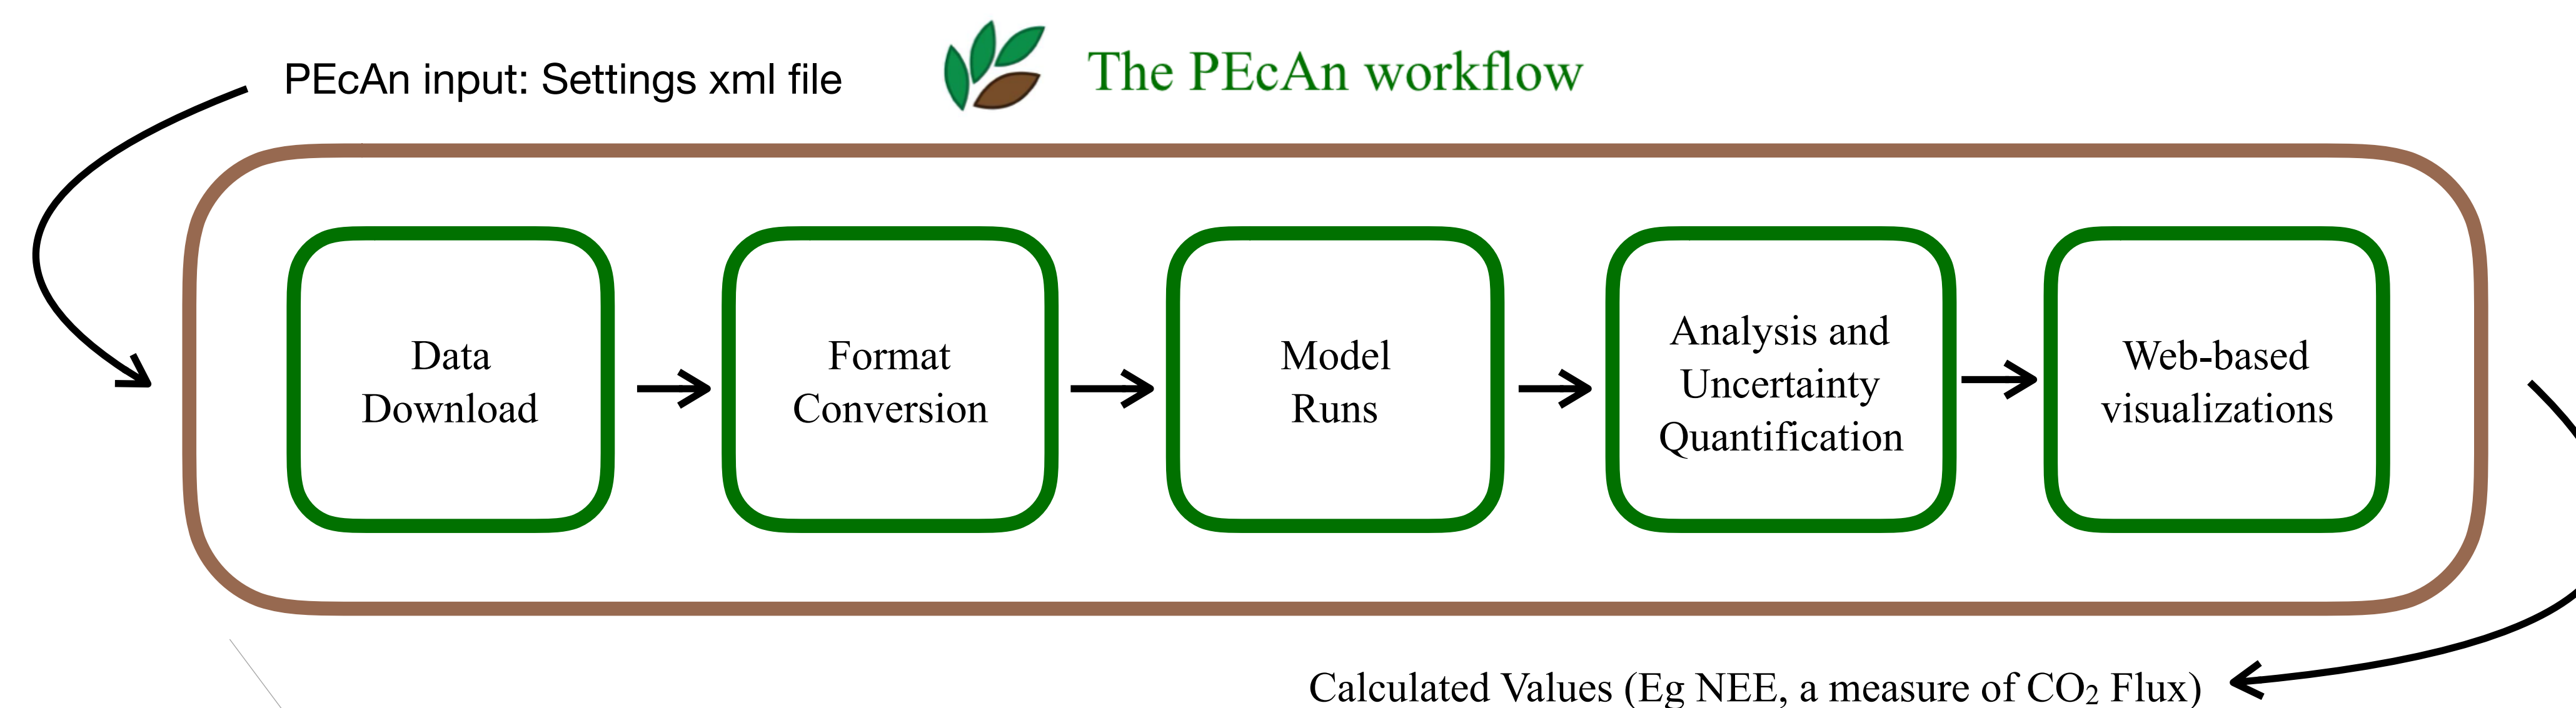 PEcAn input: Settings xml file
The PEcAn workflow
Data
Download
Format
Conversion
Model
Runs
Analysis and
Uncertainty
Quantification
Web-based
visualizations
Calculated Values (Eg NEE, a measure of CO₂ Flux)